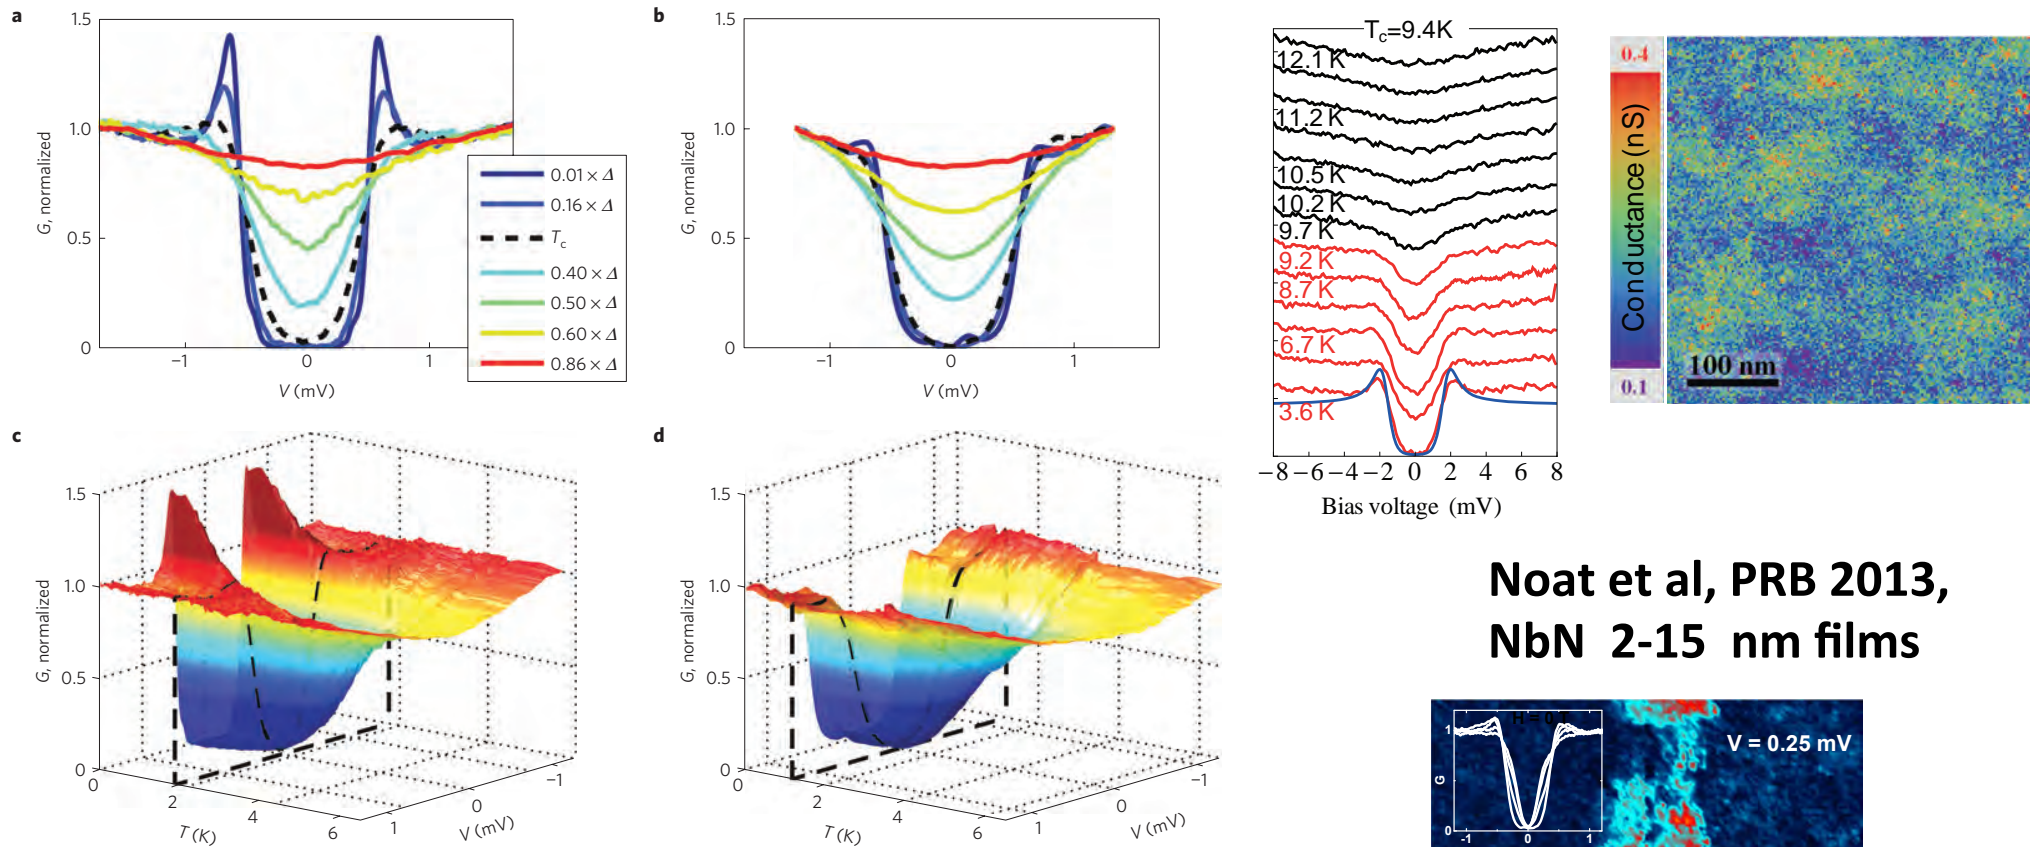 a
1.5
1.0
0.5
0
G, normalized
−1
0
1
V (mV)
0.01 × Δ
0.16 × Δ
Tc
0.40 × Δ
0.50 × Δ
0.60 × Δ
0.86 × Δ
b
1.5
1.0
0.5
0
G, normalized
−1
0
1
V (mV)
Tc=9.4K
12.1 K
11.2 K
10.5 K
10.2 K
9.7 K
9.2 K
8.7 K
6.7 K
3.6 K
−8 −6 −4 −2 0 2 4 6 8
Bias voltage (mV)
0.4
Conductance (nS)
0.1
100 nm
c
1.5
1.0
0.5
0
G, normalized
0
2
4
6
T (K)
1
0
−1
V (mV)
d
1.5
1.0
0.5
0
G, normalized
0
2
4
6
T (K)
1
0
−1
V (mV)
Noat et al, PRB 2013,
NbN 2-15 nm films
H = 0 T
1
G
0
-1 0 1
V = 0.25 mV